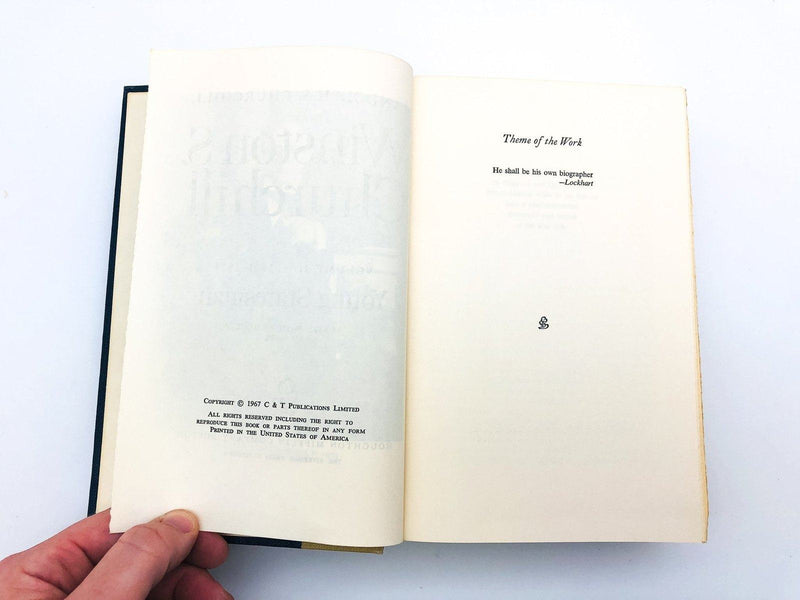 Copyright © 1967 C & T Publications Limited
All rights reserved including the right to
reproduce this book or parts thereof in any form
Printed in the United States of America
Theme of the Work
He shall be his own biographer
—Lockhart